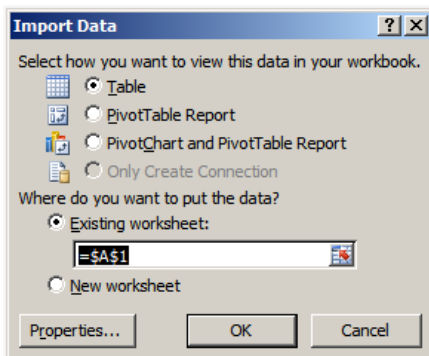 Import Data
Select how you want to view this data in your workbook.
Table
PivotTable Report
PivotChart and PivotTable Report
Only Create Connection
Where do you want to put the data?
Existing worksheet:
=$A$1
New worksheet
Properties... OK Cancel